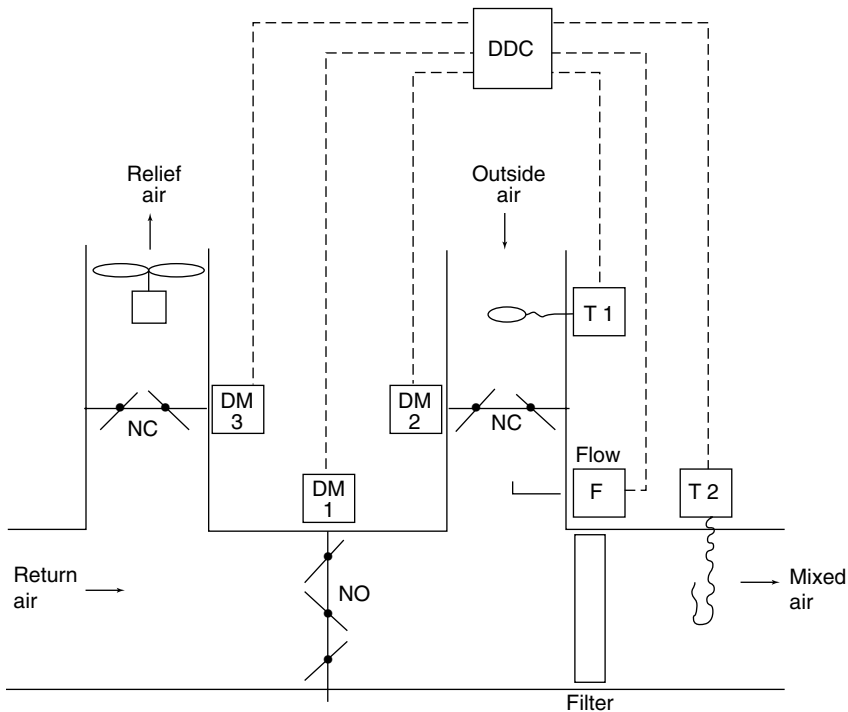 DDC
Relief
air
Outside
air
T 1
DM
3
NC
DM
2
NC
Flow
F
T 2
DM
1
Return
air
NO
Mixed
air
Filter